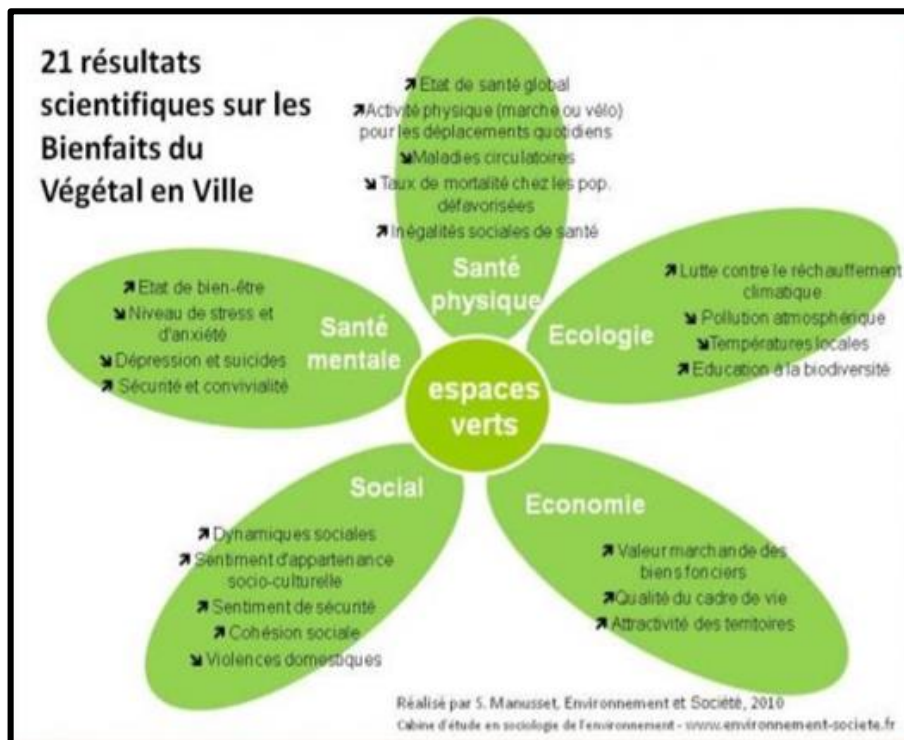 21 résultats
scientifiques sur les
Bienfaits du
Végétal en Ville
↗ Etat de santé global
↗ Activité physique (marche ou vélo)
pour les déplacements quotidiens
↘ Maladies circulatoires
↘ Taux de mortalité chez les pop.
défavorisées
↗ Inégalités sociales de santé
Santé
physique
↗ Etat de bien-être
↘ Niveau de stress et
d'anxiété
↘ Dépression et suicides
↗ Sécurité et convivialité
Santé
mentale
↗ Lutte contre le réchauffement
climatique
↘ Pollution atmosphérique
↘ Températures locales
↗ Education à la biodiversité
Ecologie
espaces
verts
Social
↗ Dynamiques sociales
↗ Sentiment d'appartenance
socio-culturelle
↗ Sentiment de sécurité
↗ Cohésion sociale
↘ Violences domestiques
Economie
↗ Valeur marchande des
biens fonciers
↗ Qualité du cadre de vie
↗ Attractivité des territoires
Réalisé par S. Manusset, Environnement et Société, 2010
Cabine d'étude en sociologie de l'environnement - www.environnement-societe.fr